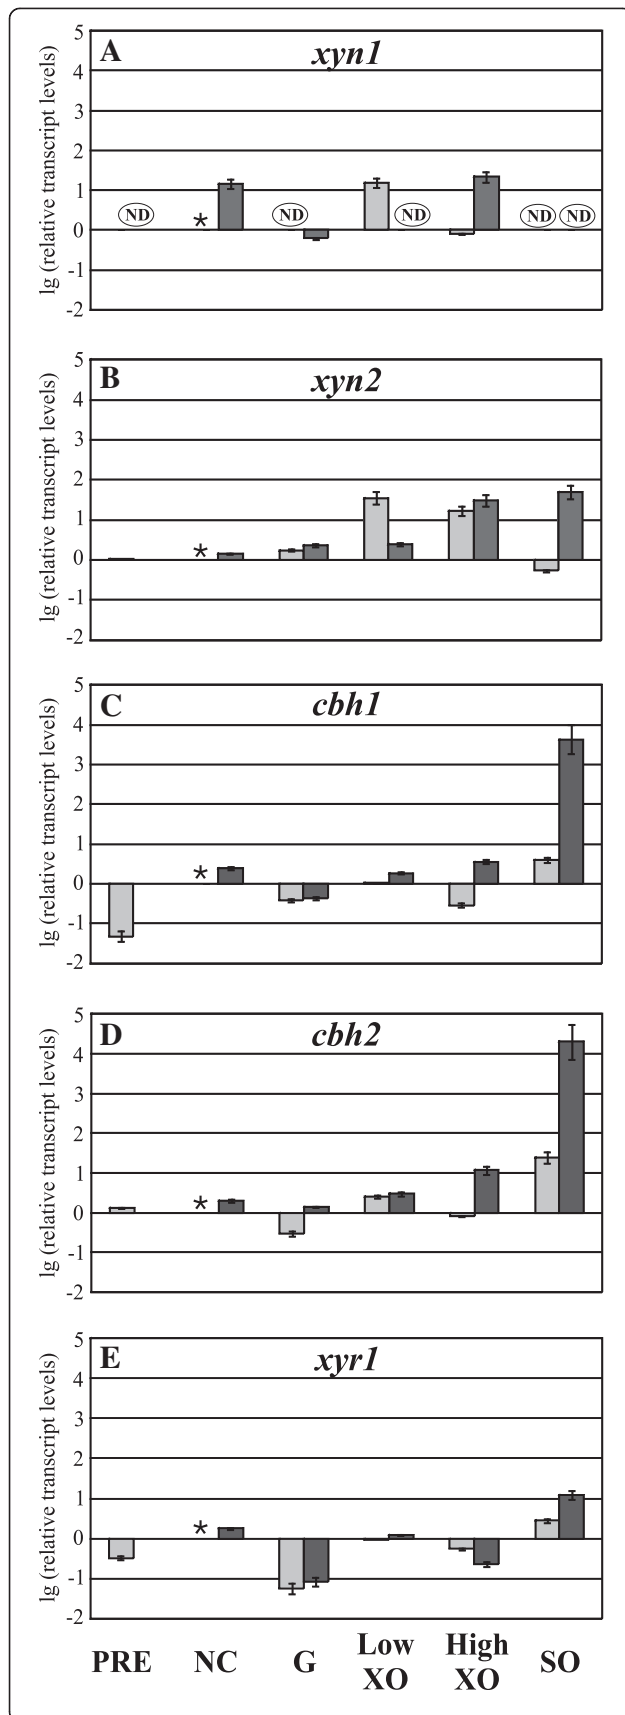 A xyn1
lg (relative transcript levels)
5
4
3
2
1
0
-1
-2
ND
*
ND
ND
ND
ND
B xyn2
lg (relative transcript levels)
5
4
3
2
1
0
-1
-2
*
C cbh1
lg (relative transcript levels)
5
4
3
2
1
0
-1
-2
*
D cbh2
lg (relative transcript levels)
5
4
3
2
1
0
-1
-2
*
E xyr1
lg (relative transcript levels)
5
4
3
2
1
0
-1
-2
*
PRE NC G Low XO High XO SO